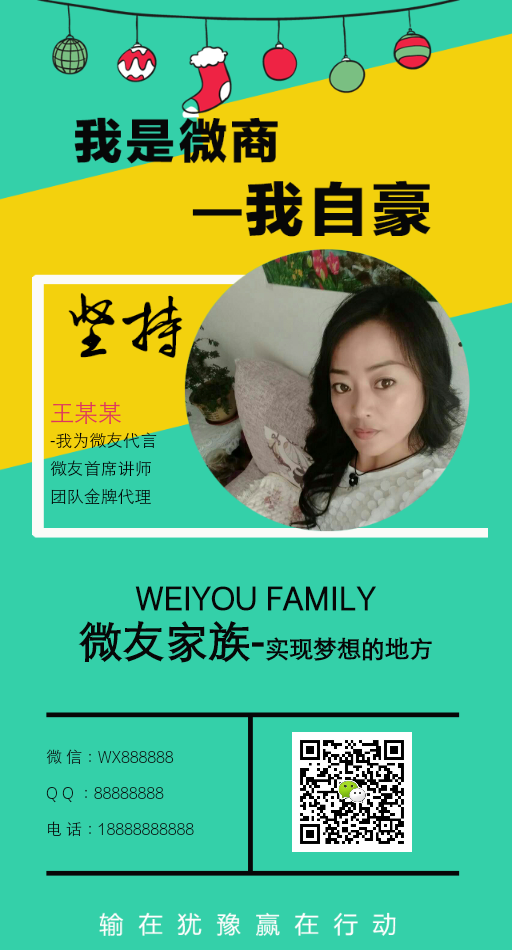 我是微商
—我自豪
坚持
王某某
-我为微友代言
微友首席讲师
团队金牌代理
WEIYOU FAMILY
微友家族-实现梦想的地方
微 信：WX888888
Q Q ：88888888
电 话：18888888888
输在犹豫赢在行动